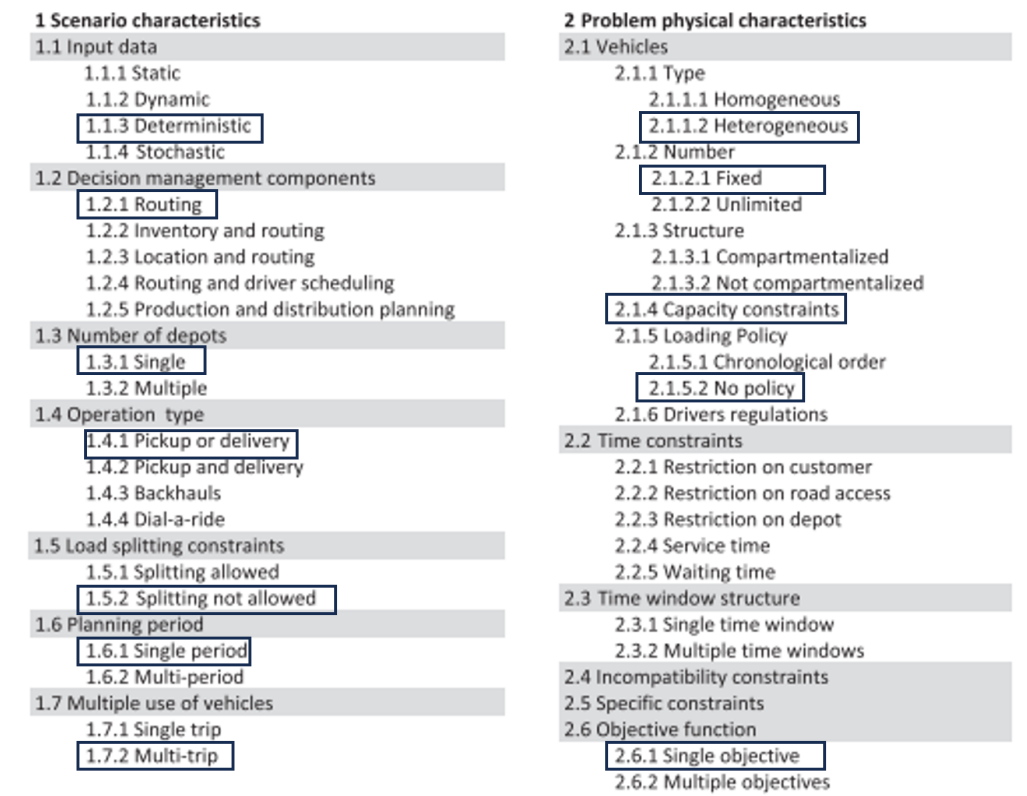 1 Scenario characteristics
1.1 Input data
1.1.1 Static
1.1.2 Dynamic
1.1.3 Deterministic
1.1.4 Stochastic
1.2 Decision management components
1.2.1 Routing
1.2.2 Inventory and routing
1.2.3 Location and routing
1.2.4 Routing and driver scheduling
1.2.5 Production and distribution planning
1.3 Number of depots
1.3.1 Single
1.3.2 Multiple
1.4 Operation type
1.4.1 Pickup or delivery
1.4.2 Pickup and delivery
1.4.3 Backhauls
1.4.4 Dial-a-ride
1.5 Load splitting constraints
1.5.1 Splitting allowed
1.5.2 Splitting not allowed
1.6 Planning period
1.6.1 Single period
1.6.2 Multi-period
1.7 Multiple use of vehicles
1.7.1 Single trip
1.7.2 Multi-trip
2 Problem physical characteristics
2.1 Vehicles
2.1.1 Type
2.1.1.1 Homogeneous
2.1.1.2 Heterogeneous
2.1.2 Number
2.1.2.1 Fixed
2.1.2.2 Unlimited
2.1.3 Structure
2.1.3.1 Compartmentalized
2.1.3.2 Not compartmentalized
2.1.4 Capacity constraints
2.1.5 Loading Policy
2.1.5.1 Chronological order
2.1.5.2 No policy
2.1.6 Drivers regulations
2.2 Time constraints
2.2.1 Restriction on customer
2.2.2 Restriction on road access
2.2.3 Restriction on depot
2.2.4 Service time
2.2.5 Waiting time
2.3 Time window structure
2.3.1 Single time window
2.3.2 Multiple time windows
2.4 Incompatibility constraints
2.5 Specific constraints
2.6 Objective function
2.6.1 Single objective
2.6.2 Multiple objectives